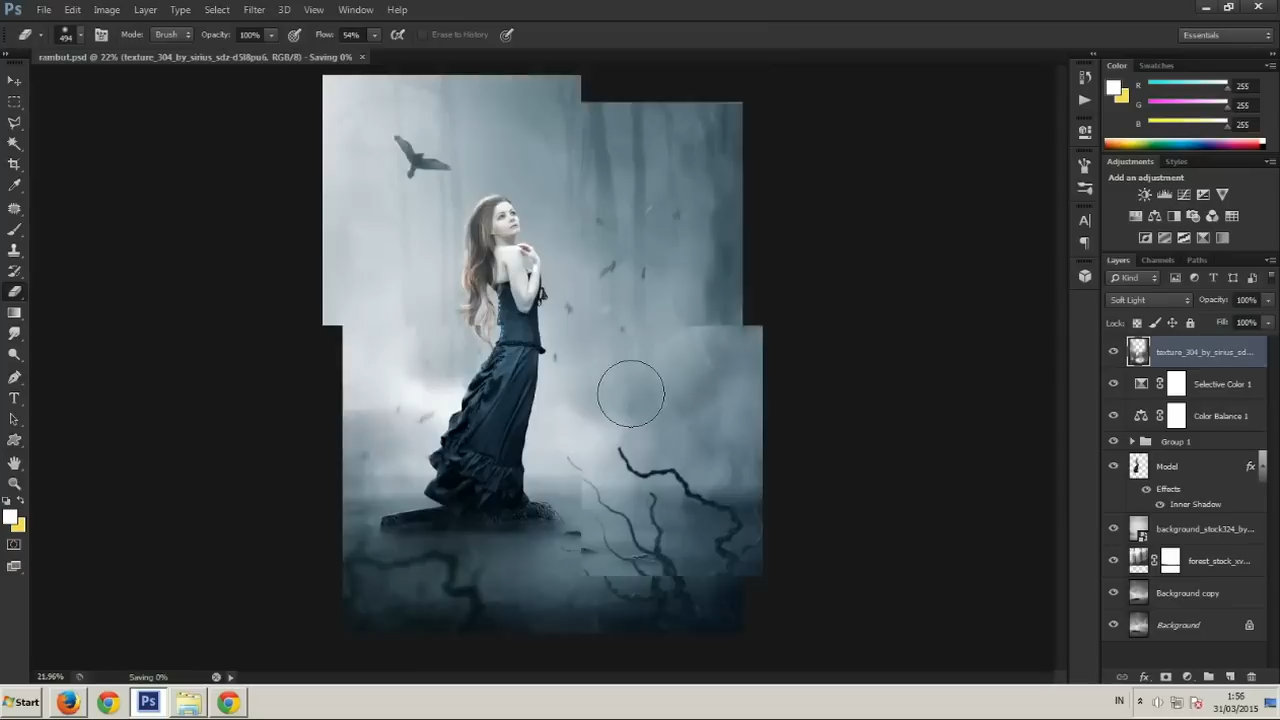 Ps File Edit Image Layer Type Select Filter 3D View Window Help
494 Mode: Brush Opacity: 100% Flow: 54% Erase to History Essentials
rambut.psd @ 22% (texture_304_by_sirius_sdz-d5l8pu6, RGB/8) - Saving 0% ×
Color Swatches
R 255
G 255
B 255
Adjustments Styles
Add an adjustment
Layers Channels Paths
Kind
Soft Light Opacity: 100%
Lock: Fill: 100%
texture_304_by_sirius_sd...
Selective Color 1
Color Balance 1
Group 1
Model fx
Effects
Inner Shadow
background_stock324_by...
forest_stock_xv...
Background copy
Background
21.96% Saving 0%
Start Ps IN 1:56
31/03/2015